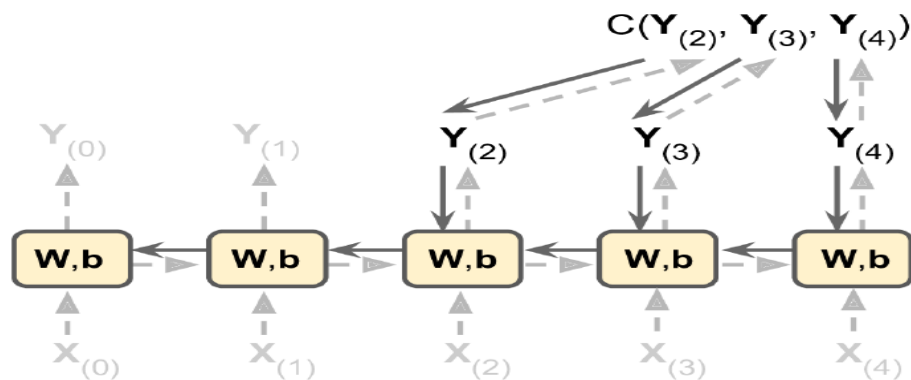 C(Y(2), Y(3), Y(4))
Y(0) Y(1) Y(2) Y(3) Y(4)
W,b W,b W,b W,b W,b
X(0) X(1) X(2) X(3) X(4)